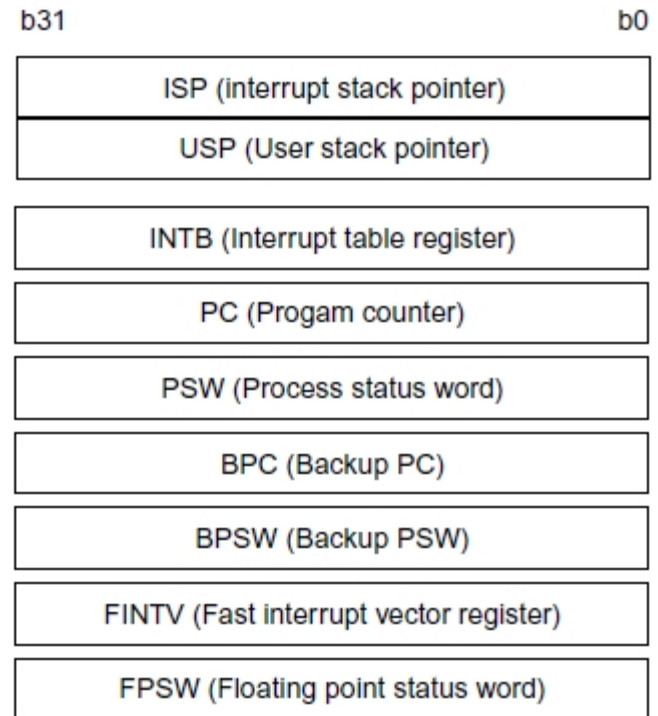 b31 b0
ISP (interrupt stack pointer)
USP (User stack pointer)
INTB (Interrupt table register)
PC (Progam counter)
PSW (Process status word)
BPC (Backup PC)
BPSW (Backup PSW)
FINTV (Fast interrupt vector register)
FPSW (Floating point status word)